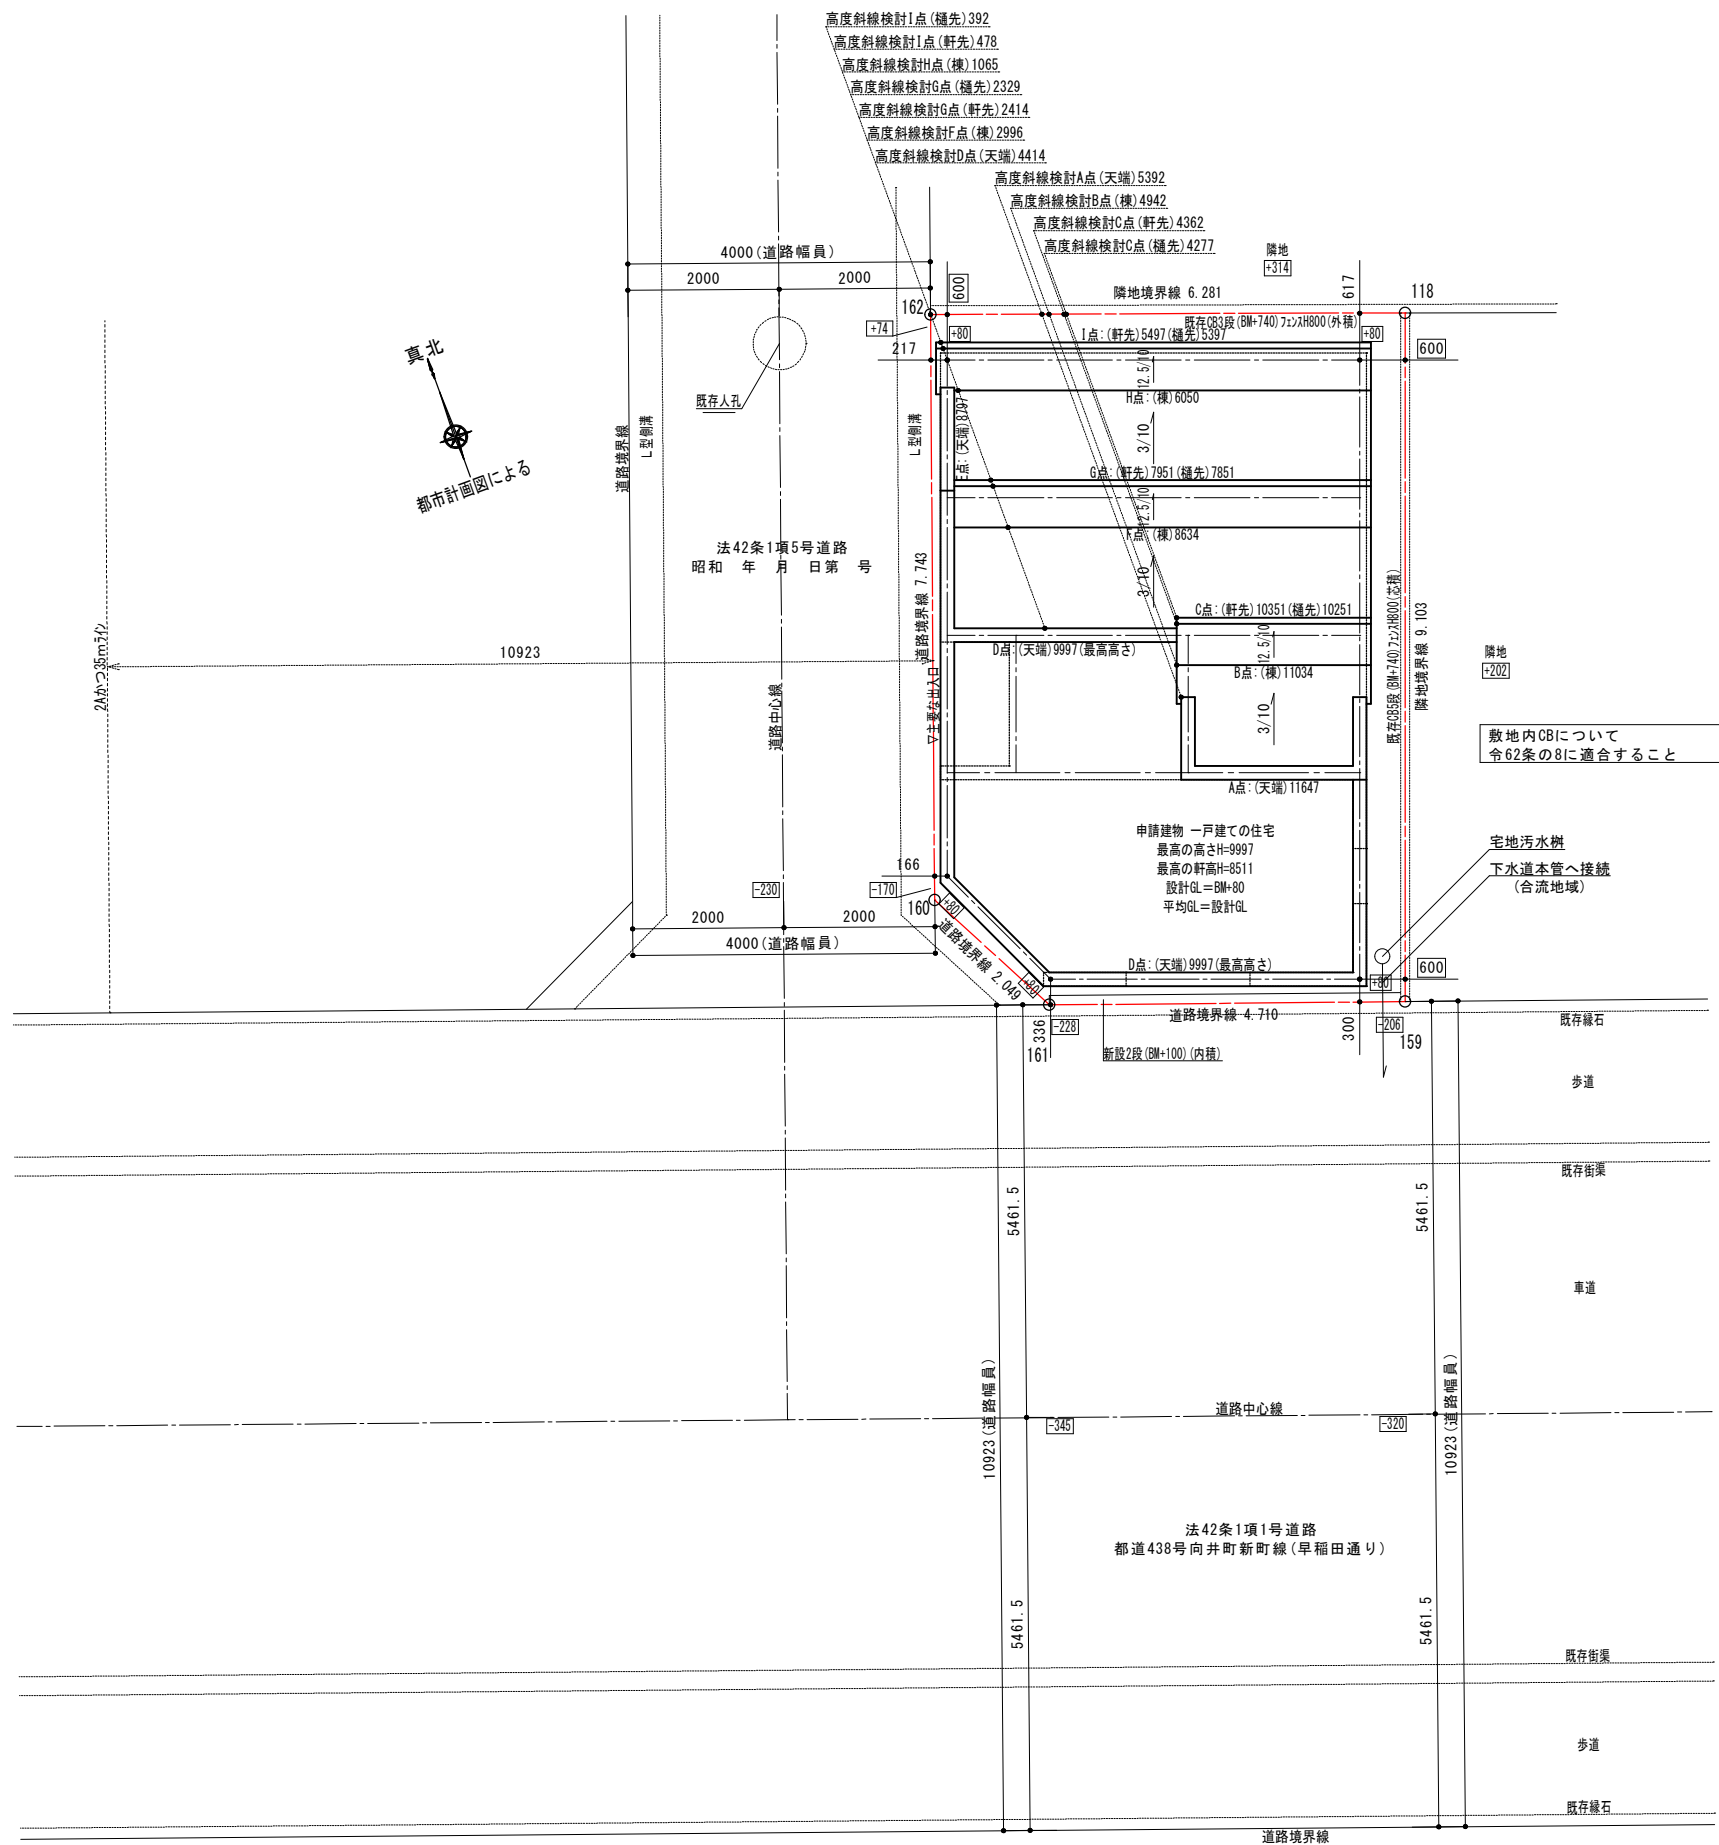 高度斜線検討I点(樋先)392
高度斜線検討I点(軒先)478
高度斜線検討H点(棟)1065
高度斜線検討G点(樋先)2329
高度斜線検討G点(軒先)2414
高度斜線検討F点(棟)2996
高度斜線検討D点(天端)4414
高度斜線検討A点(天端)5392
高度斜線検討B点(棟)4942
高度斜線検討C点(軒先)4362
高度斜線検討C点(樋先)4277
4000(道路幅員)
2000
2000
隣地
+314
600
617
隣地境界線 6.281
118
162
+74
+80
既存CB3段(BM+740)フェンスH800(外積)
+80
I点:(軒先)5497(樋先)5397
217
600
真北
都市計画図による
既存人孔
道路境界線
L型側溝
L型側溝
12.5/10
H点:(棟)6050
E点:(天端)8797
3/10
G点:(軒先)7951(樋先)7851
12.5/10
F点:(棟)8634
法42条1項5号道路
昭和 年 月 日第 号
道路境界線 7.743
3/10
既存CB5段(BM+740)フェンスH800(芯積)
隣地境界線 9.103
C点:(軒先)10351(樋先)10251
2Aかつ35mライン
10923
D点:(天端)9997(最高高さ)
12.5/10
B点:(棟)11034
隣地
+202
道路中心線
▽主要な出入口
3/10
敷地内CBについて
令62条の8に適合すること
A点:(天端)11647
申請建物 一戸建ての住宅
最高の高さH=9997
最高の軒高H=8511
設計GL=BM+80
平均GL=設計GL
宅地汚水桝
下水道本管へ接続
(合流地域)
166
-230
-170
160
+80
2000
2000
4000(道路幅員)
道路境界線 2.049
+80
D点:(天端)9997(最高高さ)
600
+80
道路境界線 4.710
336
-228
161
新設2段(BM+100)(内積)
300
-206
159
既存縁石
歩道
既存街渠
5461.5
5461.5
車道
10923(道路幅員)
10923(道路幅員)
道路中心線
-345
-320
法42条1項1号道路
都道438号向井町新町線(早稲田通り)
5461.5
5461.5
既存街渠
歩道
既存縁石
道路境界線